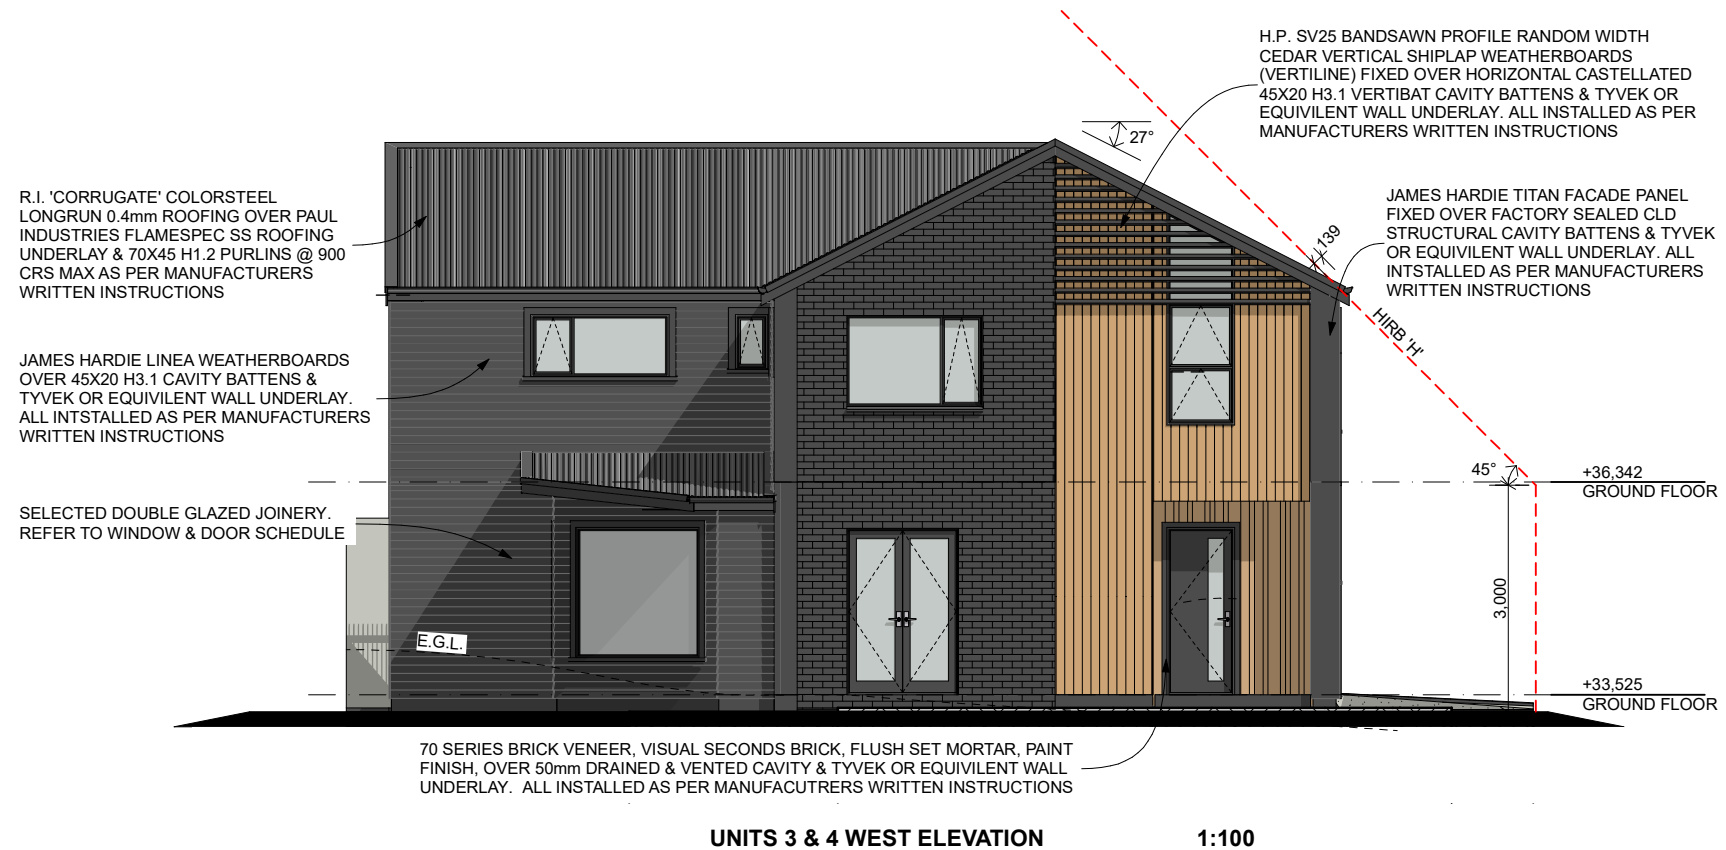 H.P. SV25 BANDSAWN PROFILE RANDOM WIDTH
CEDAR VERTICAL SHIPLAP WEATHERBOARDS
(VERTILINE) FIXED OVER HORIZONTAL CASTELLATED
45X20 H3.1 VERTIBAT CAVITY BATTENS & TYVEK OR
EQUIVILENT WALL UNDERLAY. ALL INSTALLED AS PER
MANUFACTURERS WRITTEN INSTRUCTIONS
27°
R.I. 'CORRUGATE' COLORSTEEL
LONGRUN 0.4mm ROOFING OVER PAUL
INDUSTRIES FLAMESPEC SS ROOFING
UNDERLAY & 70X45 H1.2 PURLINS @ 900
CRS MAX AS PER MANUFACTURERS
WRITTEN INSTRUCTIONS
JAMES HARDIE TITAN FACADE PANEL
FIXED OVER FACTORY SEALED CLD
STRUCTURAL CAVITY BATTENS & TYVEK
OR EQUIVILENT WALL UNDERLAY. ALL
INTSTALLED AS PER MANUFACTURERS
WRITTEN INSTRUCTIONS
139
HIRB 'H'
JAMES HARDIE LINEA WEATHERBOARDS
OVER 45X20 H3.1 CAVITY BATTENS &
TYVEK OR EQUIVILENT WALL UNDERLAY.
ALL INTSTALLED AS PER MANUFACTURERS
WRITTEN INSTRUCTIONS
45°
+36,342
GROUND FLOOR
SELECTED DOUBLE GLAZED JOINERY.
REFER TO WINDOW & DOOR SCHEDULE
3,000
E.G.L.
+33,525
GROUND FLOOR
70 SERIES BRICK VENEER, VISUAL SECONDS BRICK, FLUSH SET MORTAR, PAINT
FINISH, OVER 50mm DRAINED & VENTED CAVITY & TYVEK OR EQUIVILENT WALL
UNDERLAY. ALL INSTALLED AS PER MANUFACUTRERS WRITTEN INSTRUCTIONS
UNITS 3 & 4 WEST ELEVATION 1:100